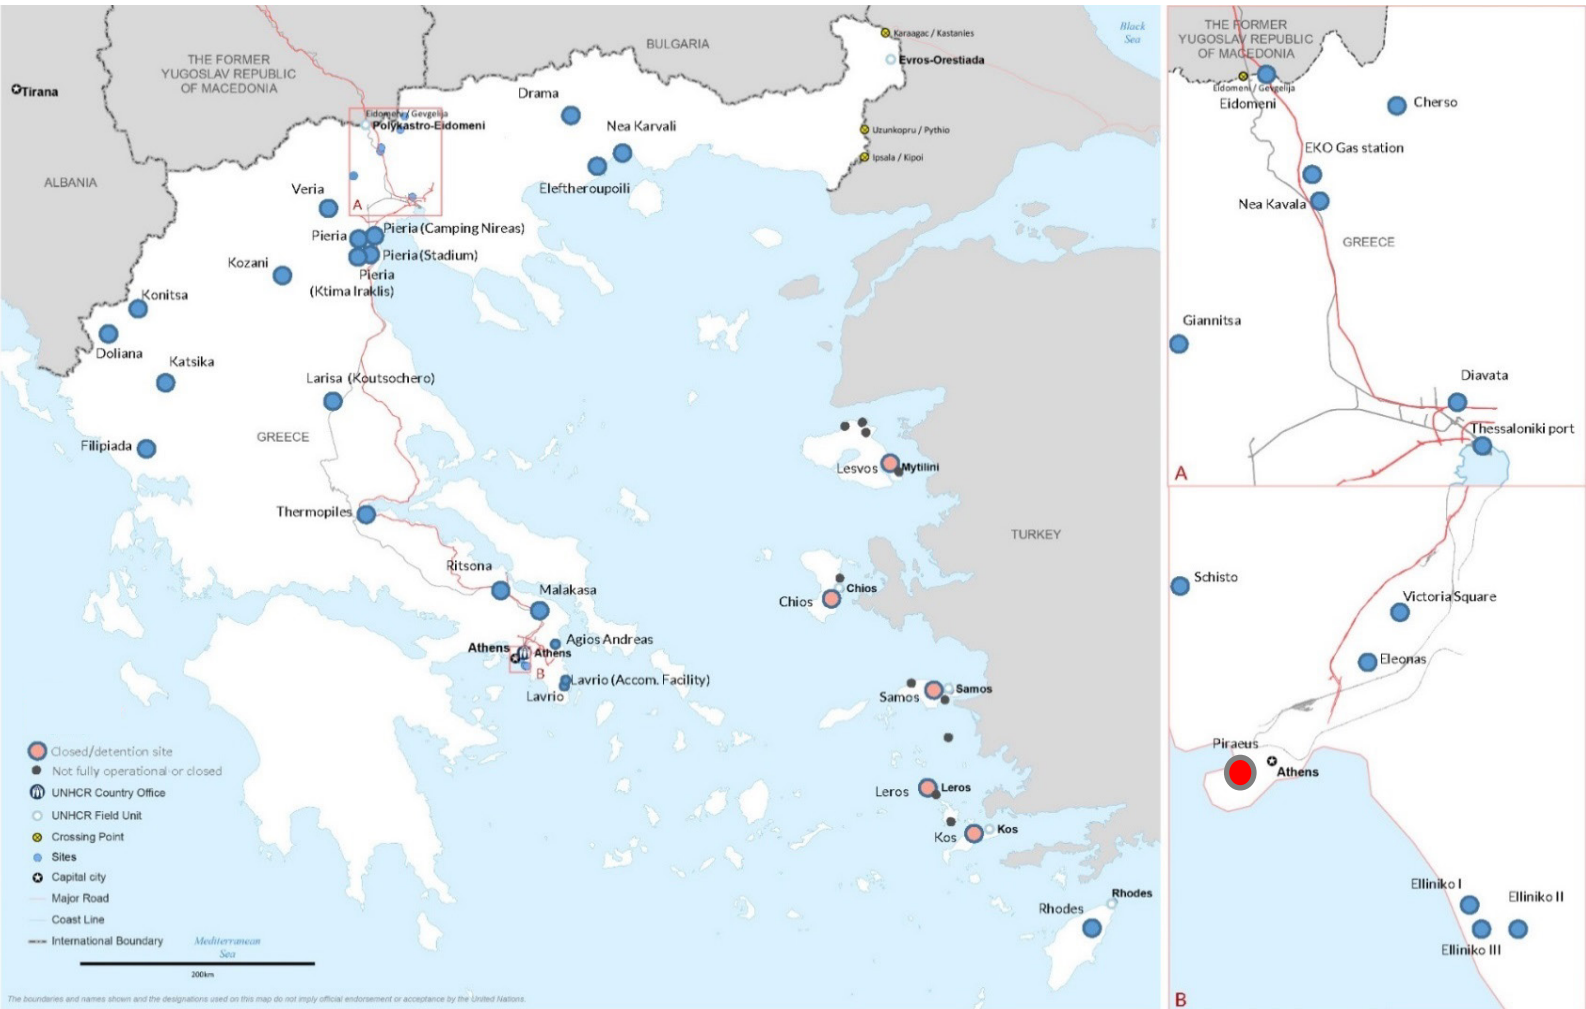 THE FORMER
YUGOSLAV REPUBLIC
OF MACEDONIA
BULGARIA
Black
Sea
Karaagac / Kastanies
Evros-Orestiada
Tirana
Drama
Eidomeni / Gevgelija
Polykastro-Eidomeni
Nea Karvali
Uzunkopru / Pythio
Ipsala / Kipoi
ALBANIA
Veria
Eleftheroupoili
A
Pieria
Pieria (Camping Nireas)
Pieria (Stadium)
Kozani
Pieria
(Ktima Iraklis)
Konitsa
Doliana
Katsika
Larisa (Koutsochero)
GREECE
Filipiada
Lesvos
Mytilini
Thermopiles
TURKEY
Ritsona
Malakasa
Chios
Chios
Agios Andreas
Athens
Athens
B
Lavrio (Accom. Facility)
Lavrio
Samos
Samos
Leros
Leros
Kos
Kos
Rhodes
Rhodes
Closed/detention site
Not fully operational or closed
UNHCR Country Office
UNHCR Field Unit
Crossing Point
Sites
Capital city
Major Road
Coast Line
International Boundary
Mediterranean
Sea
200km
The boundaries and names shown and the designations used on this map do not imply official endorsement or acceptance by the United Nations.
THE FORMER
YUGOSLAV REPUBLIC
OF MACEDONIA
Eidomeni / Gevgelija
Eidomeni
Cherso
EKO Gas station
Nea Kavala
GREECE
Giannitsa
Diavata
Thessaloniki port
A
Schisto
Victoria Square
Eleonas
Piraeus
Athens
Elliniko I
Elliniko II
Elliniko III
B